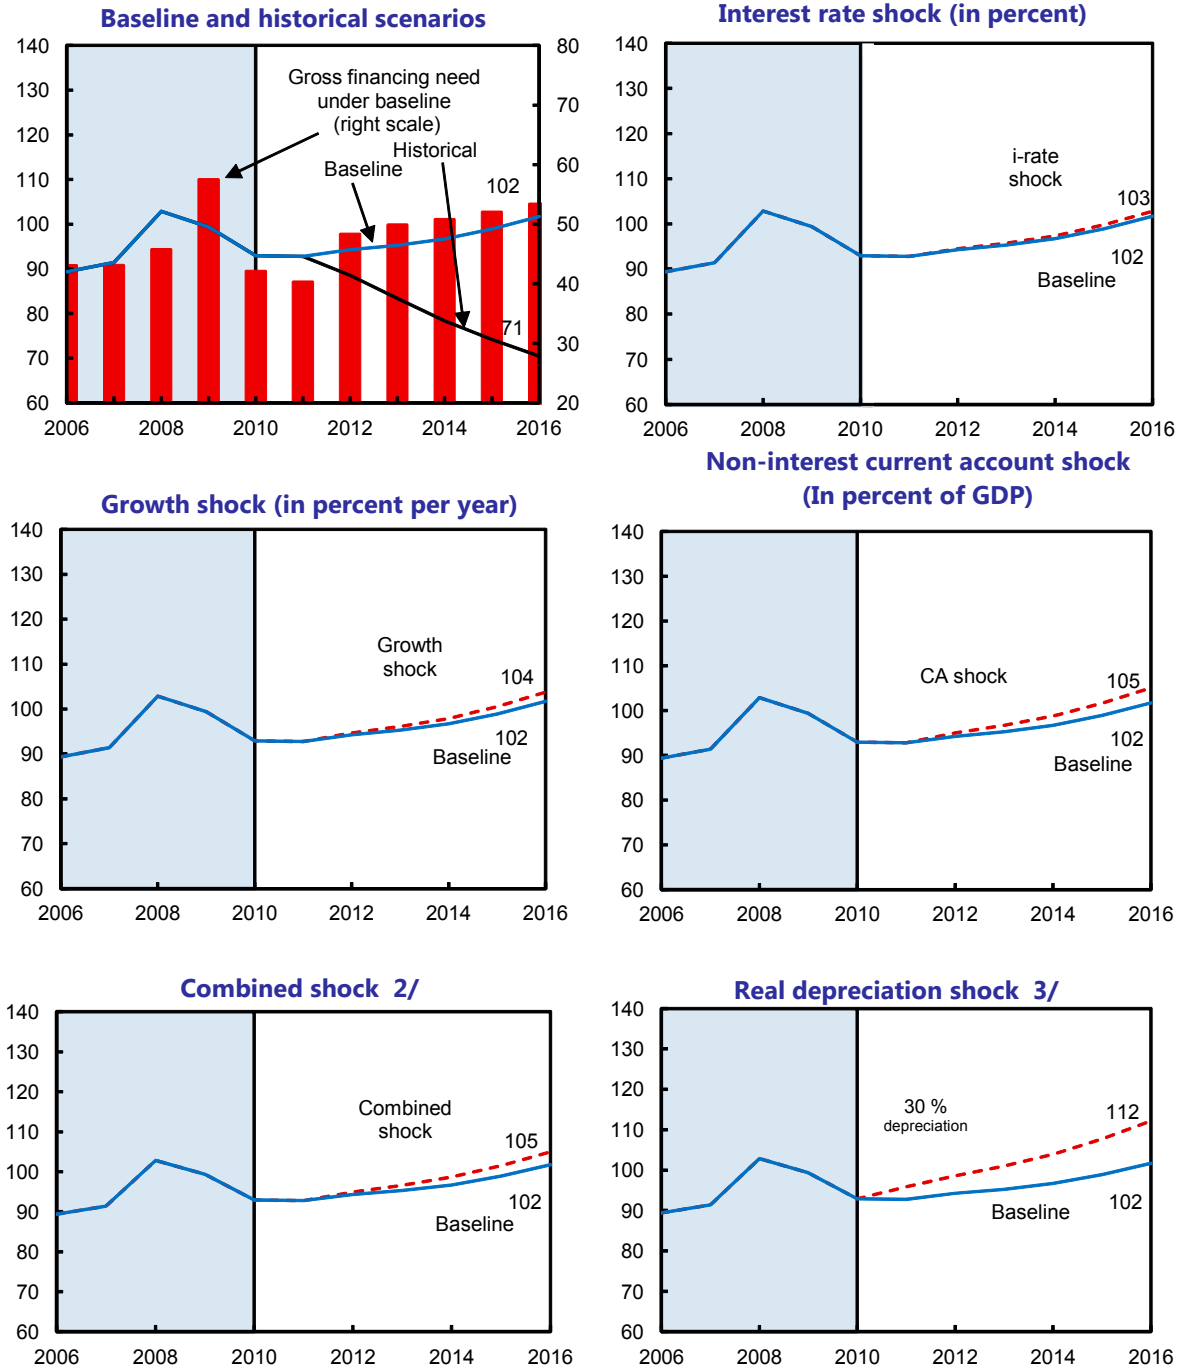 Baseline and historical scenarios
140
130
120
110
100
90
80
70
60
80
70
60
50
40
30
20
Gross financing need
under baseline
(right scale)
Historical
Baseline
102
71
2006 2008 2010 2012 2014 2016
Interest rate shock (in percent)
140
130
120
110
100
90
80
70
60
i-rate
shock
103
102
Baseline
2006 2008 2010 2012 2014 2016
Growth shock (in percent per year)
140
130
120
110
100
90
80
70
60
Growth
shock
104
102
Baseline
2006 2008 2010 2012 2014 2016
Non-interest current account shock
(In percent of GDP)
140
130
120
110
100
90
80
70
60
CA shock
105
102
Baseline
2006 2008 2010 2012 2014 2016
Combined shock 2/
140
130
120
110
100
90
80
70
60
Combined
shock
105
102
Baseline
2006 2008 2010 2012 2014 2016
Real depreciation shock 3/
140
130
120
110
100
90
80
70
60
30 %
depreciation
112
102
Baseline
2006 2008 2010 2012 2014 2016